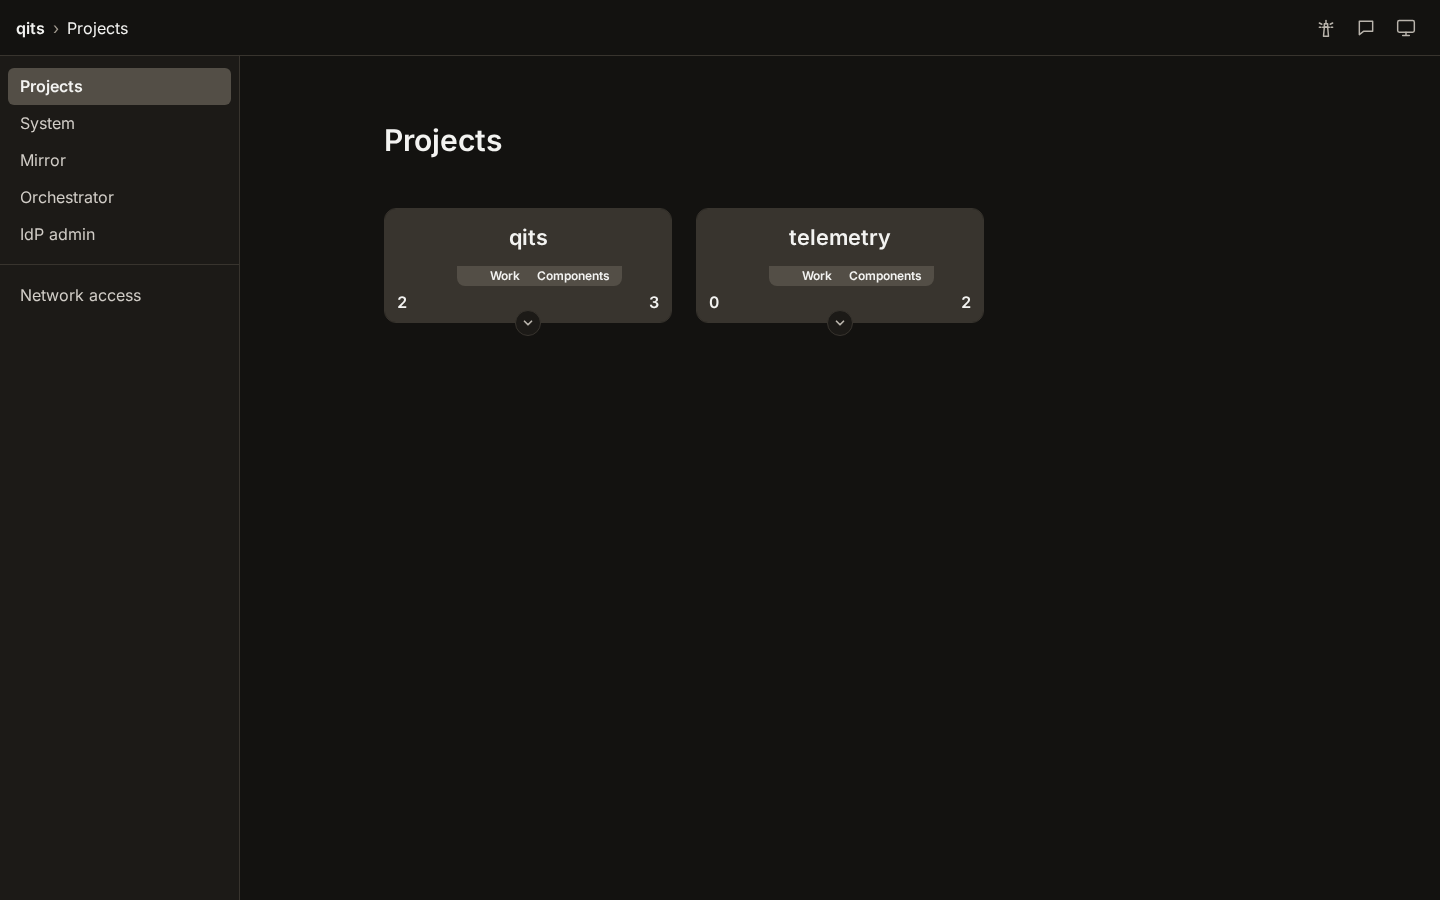 qits › Projects
Projects
System
Mirror
Orchestrator
IdP admin
Network access
Projects
qits
Work Components
2 3
telemetry
Work Components
0 2